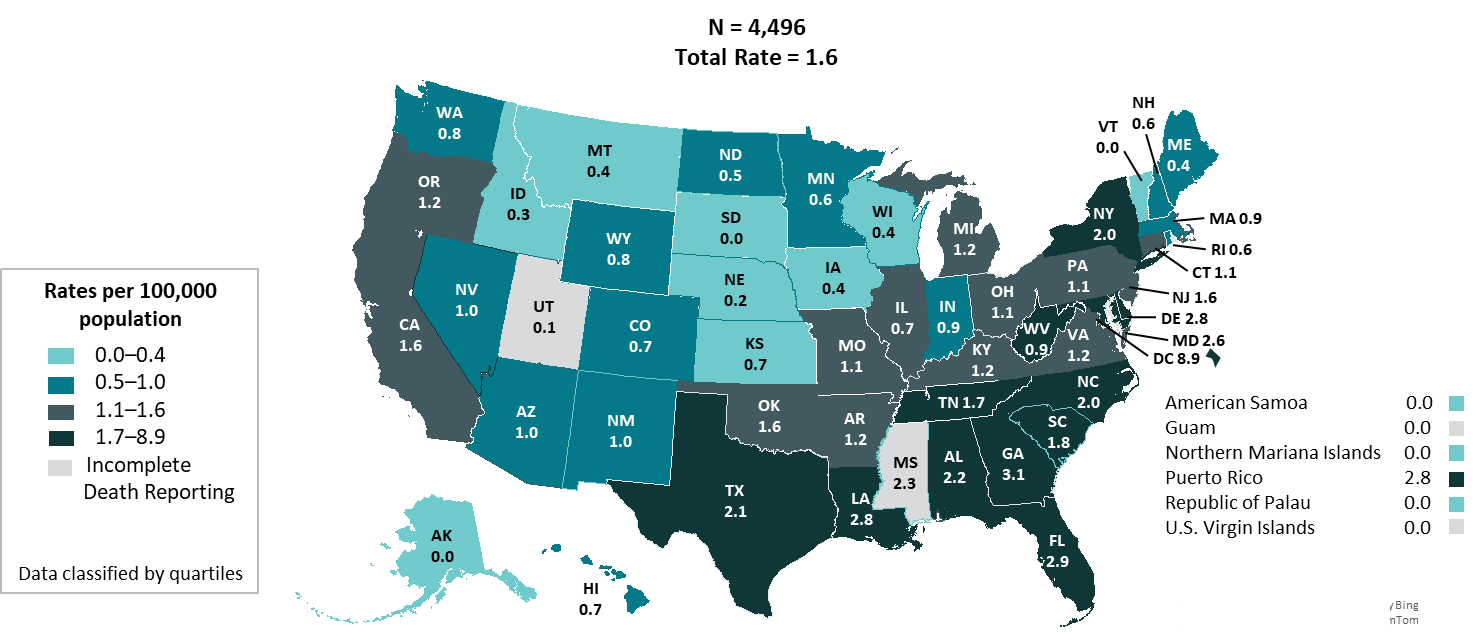 N = 4,496
Total Rate = 1.6
WA
0.8
OR
1.2
CA
1.6
ID
0.3
NV
1.0
MT
0.4
WY
0.8
UT
0.1
AZ
1.0
CO
0.7
NM
1.0
ND
0.5
SD
0.0
NE
0.2
KS
0.7
OK
1.6
TX
2.1
MN
0.6
IA
0.4
MO
1.1
AR
1.2
LA
2.8
WI
0.4
IL
0.7
MS
2.3
MI
1.2
IN
0.9
OH
1.1
KY
1.2
TN 1.7
AL
2.2
GA
3.1
FL
2.9
SC
1.8
NC
2.0
VA
1.2
WV
0.9
PA
1.1
NY
2.0
VT
0.0
NH
0.6
ME
0.4
MA 0.9
RI 0.6
CT 1.1
NJ 1.6
DE 2.8
MD 2.6
DC 8.9
AK
0.0
HI
0.7
Rates per 100,000
population
0.0–0.4
0.5–1.0
1.1–1.6
1.7–8.9
Incomplete
Death Reporting
Data classified by quartiles
American Samoa 0.0
Guam 0.0
Northern Mariana Islands 0.0
Puerto Rico 2.8
Republic of Palau 0.0
U.S. Virgin Islands 0.0
Bing